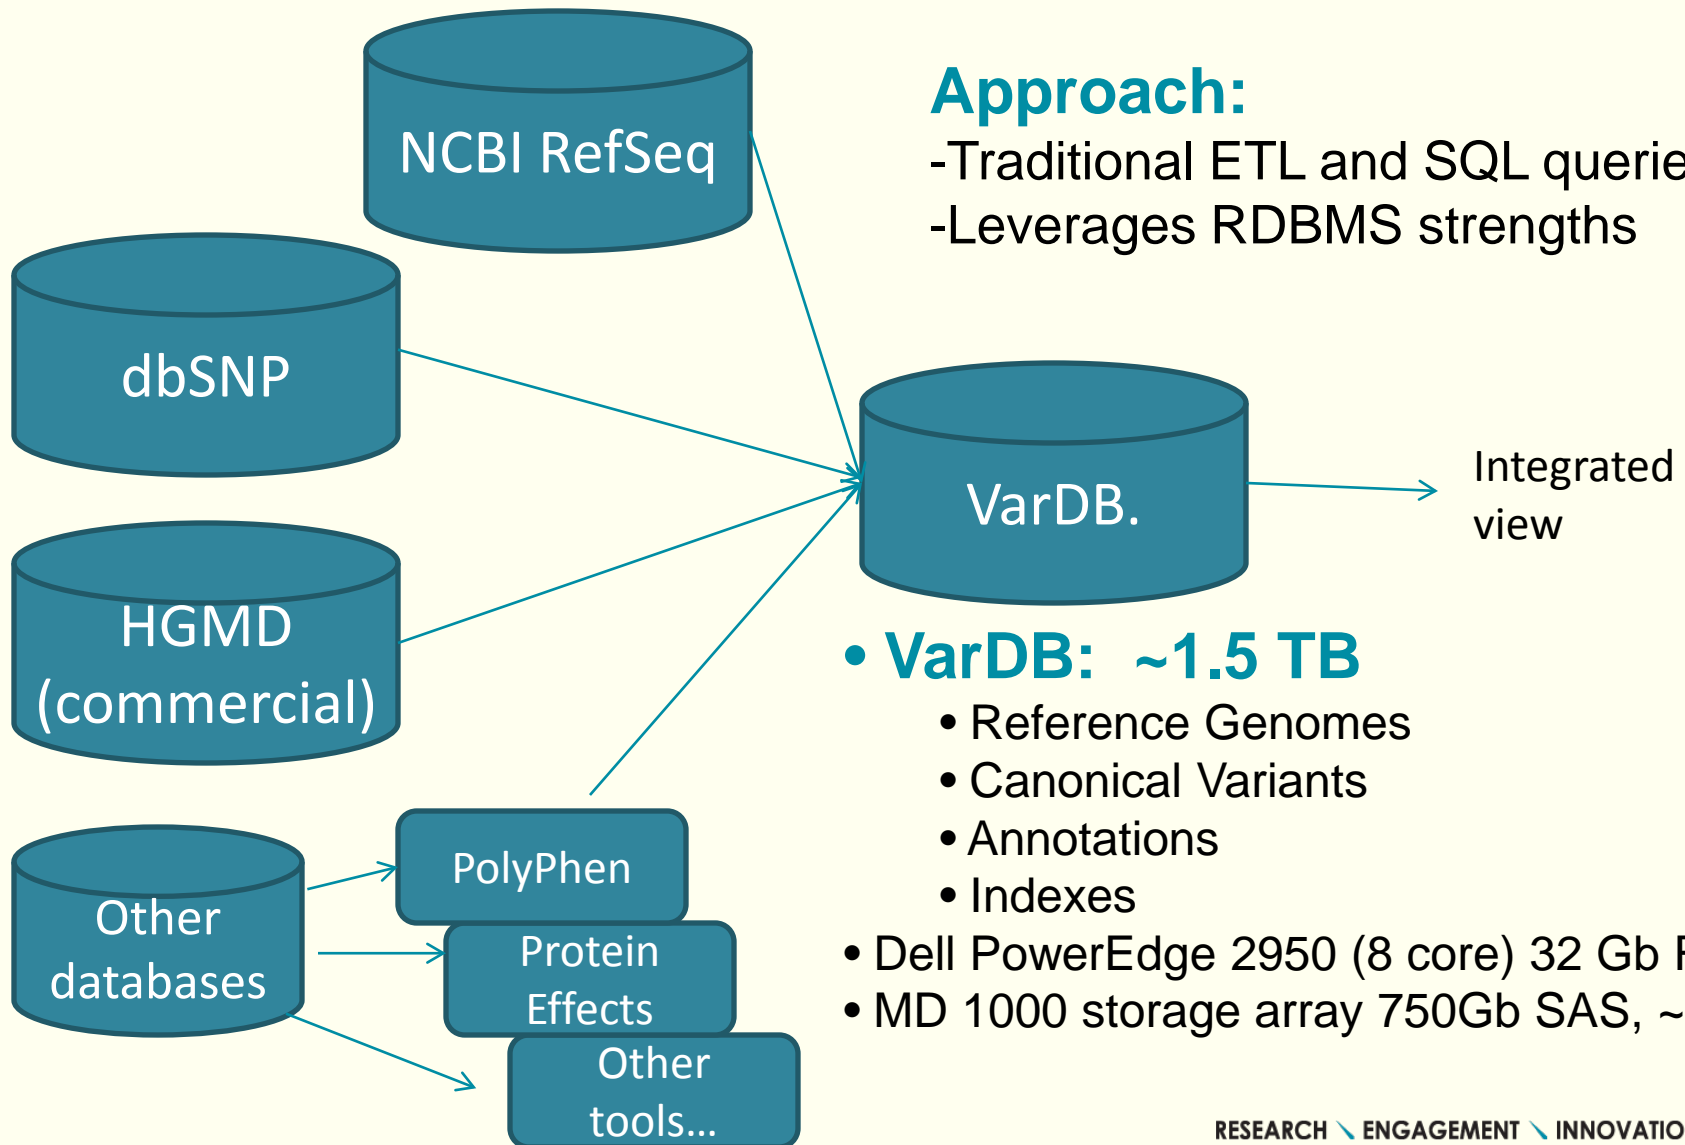 NCBI RefSeq
Approach:
-Traditional ETL and SQL querie
-Leverages RDBMS strengths
dbSNP
VarDB.
Integrated
view
HGMD
(commercial)
• VarDB: ~1.5 TB
• Reference Genomes
• Canonical Variants
• Annotations
• Indexes
• Dell PowerEdge 2950 (8 core) 32 Gb
• MD 1000 storage array 750Gb SAS, ~
Other
databases
PolyPhen
Protein
Effects
Other
tools...
RESEARCH ENGAGEMENT INNOVATIO